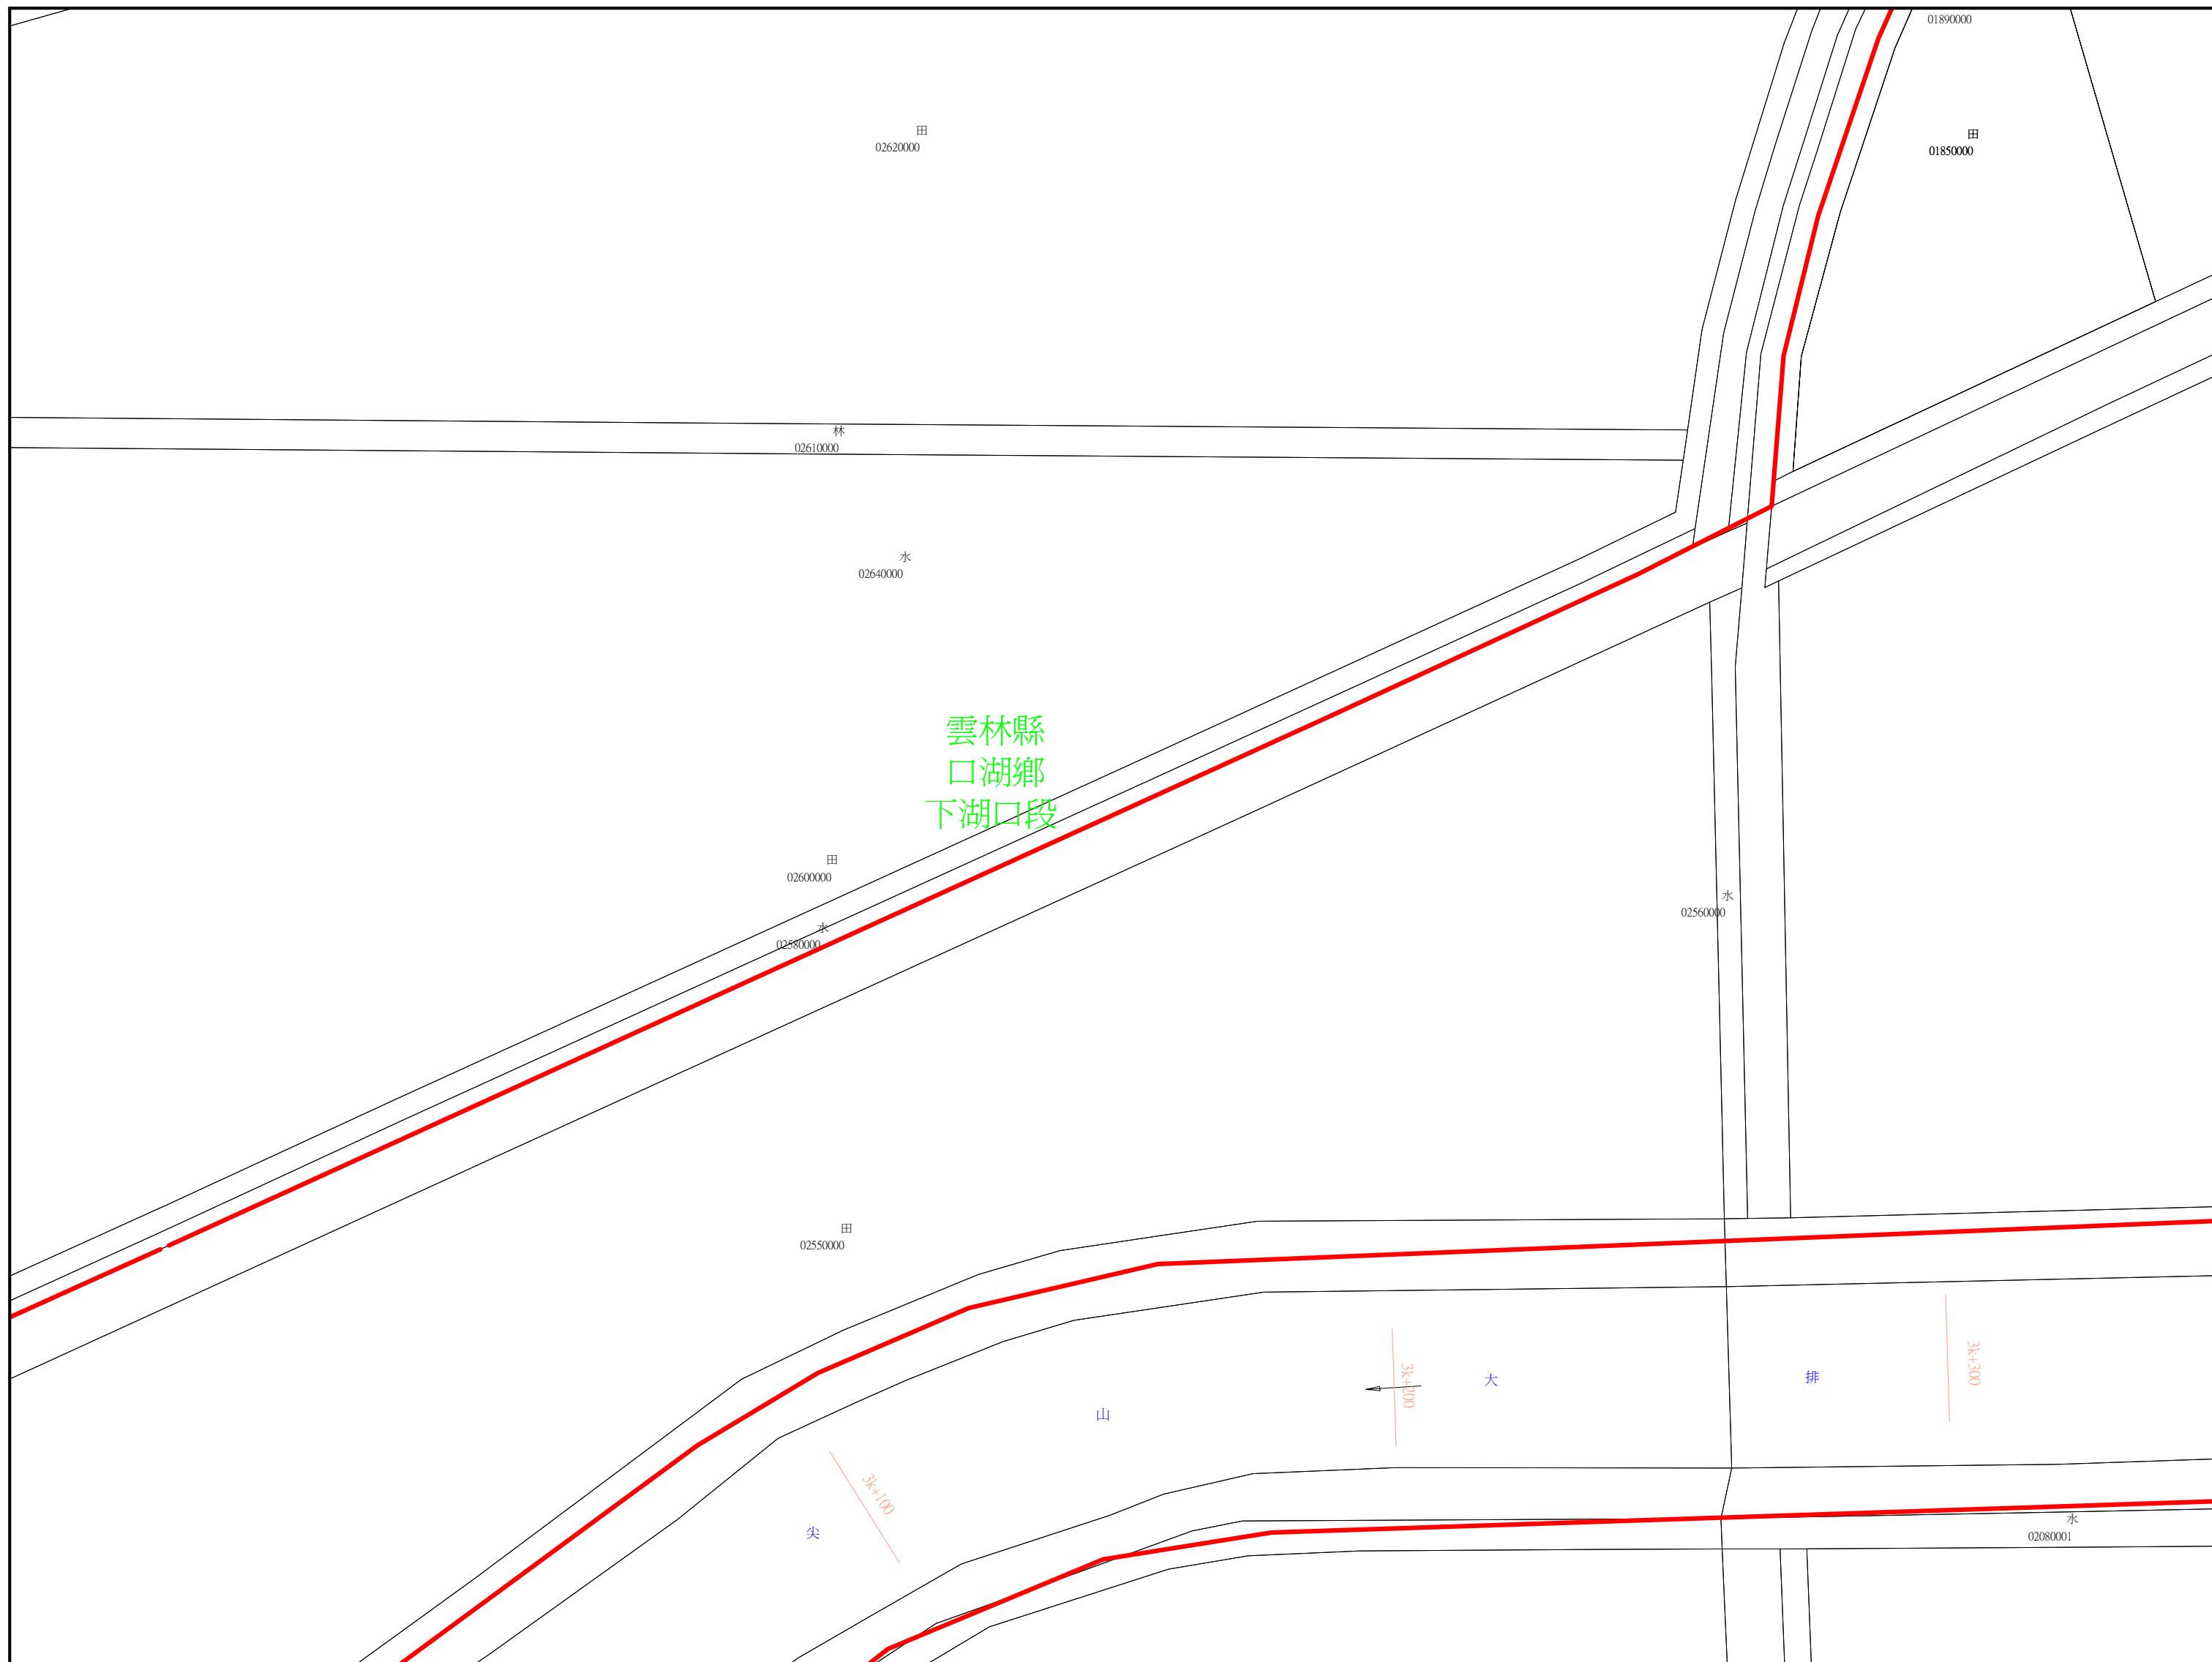 01890000
田
02620000
田
01850000
林
02610000
水
02640000
雲林縣
口湖鄉
下湖口段
田
02600000
水
02580000
水
02560000
田
02550000
3k+300
3k+200
大
排
山
3k+100
尖
水
02080001